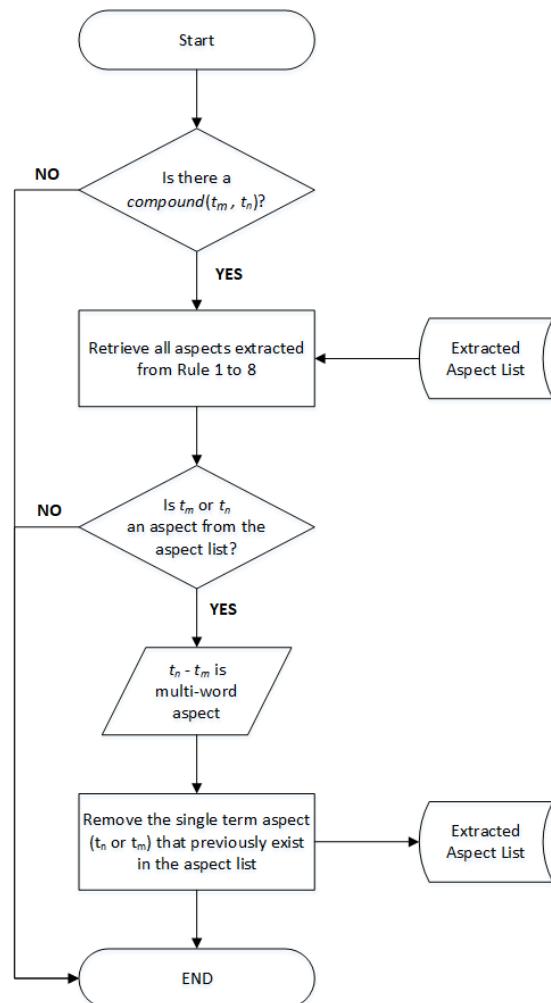 Start
Is there a
compound(tm , tn)?
NO
YES
Retrieve all aspects extracted
from Rule 1 to 8
Extracted
Aspect List
Is tm or tn
an aspect from the
aspect list?
NO
YES
tn - tm is
multi-word
aspect
Remove the single term aspect
(tn or tm) that previously exist
in the aspect list
Extracted
Aspect List
END